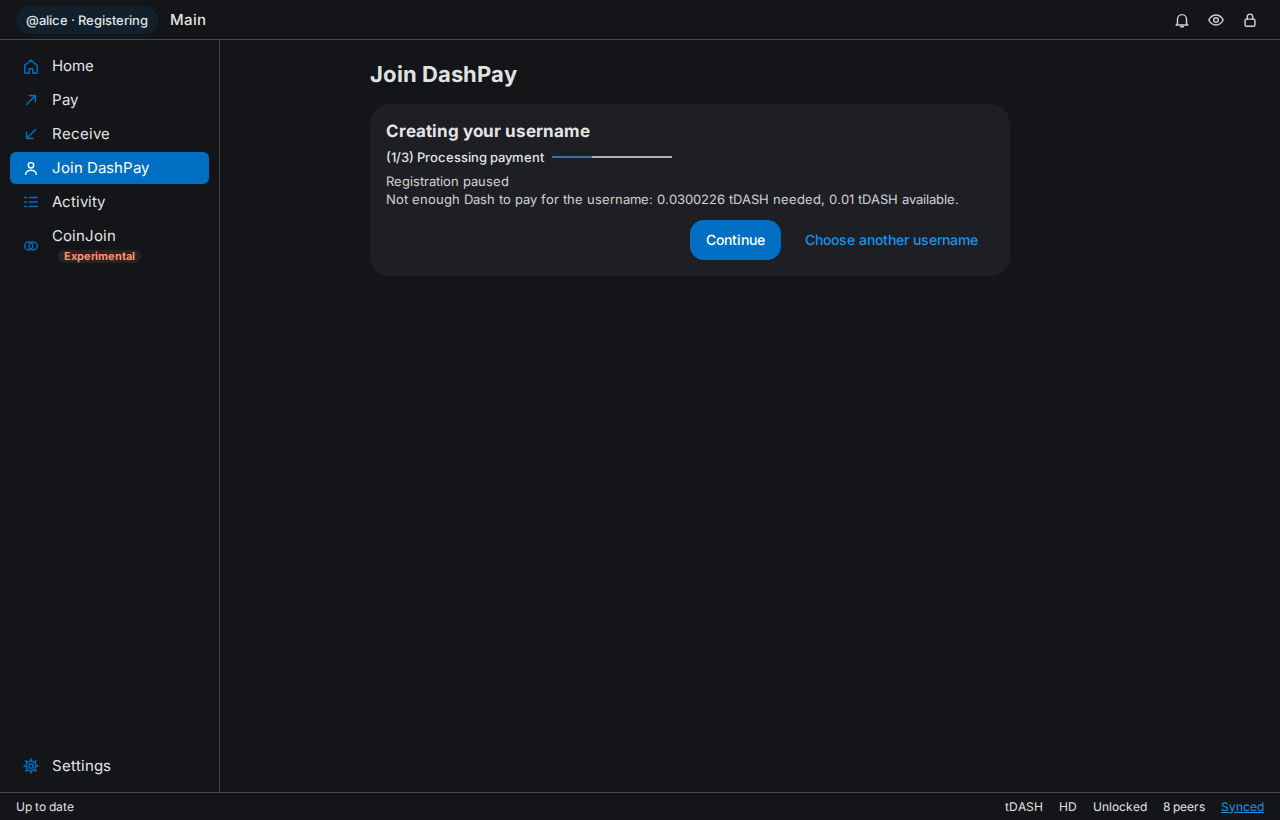 @alice · Registering Main
Home
Pay
Receive
Join DashPay
Activity
CoinJoin
Experimental
Settings
Join DashPay
Creating your username
(1/3) Processing payment
Registration paused
Not enough Dash to pay for the username: 0.0300226 tDASH needed, 0.01 tDASH available.
Continue Choose another username
Up to date tDASH HD Unlocked 8 peers Synced